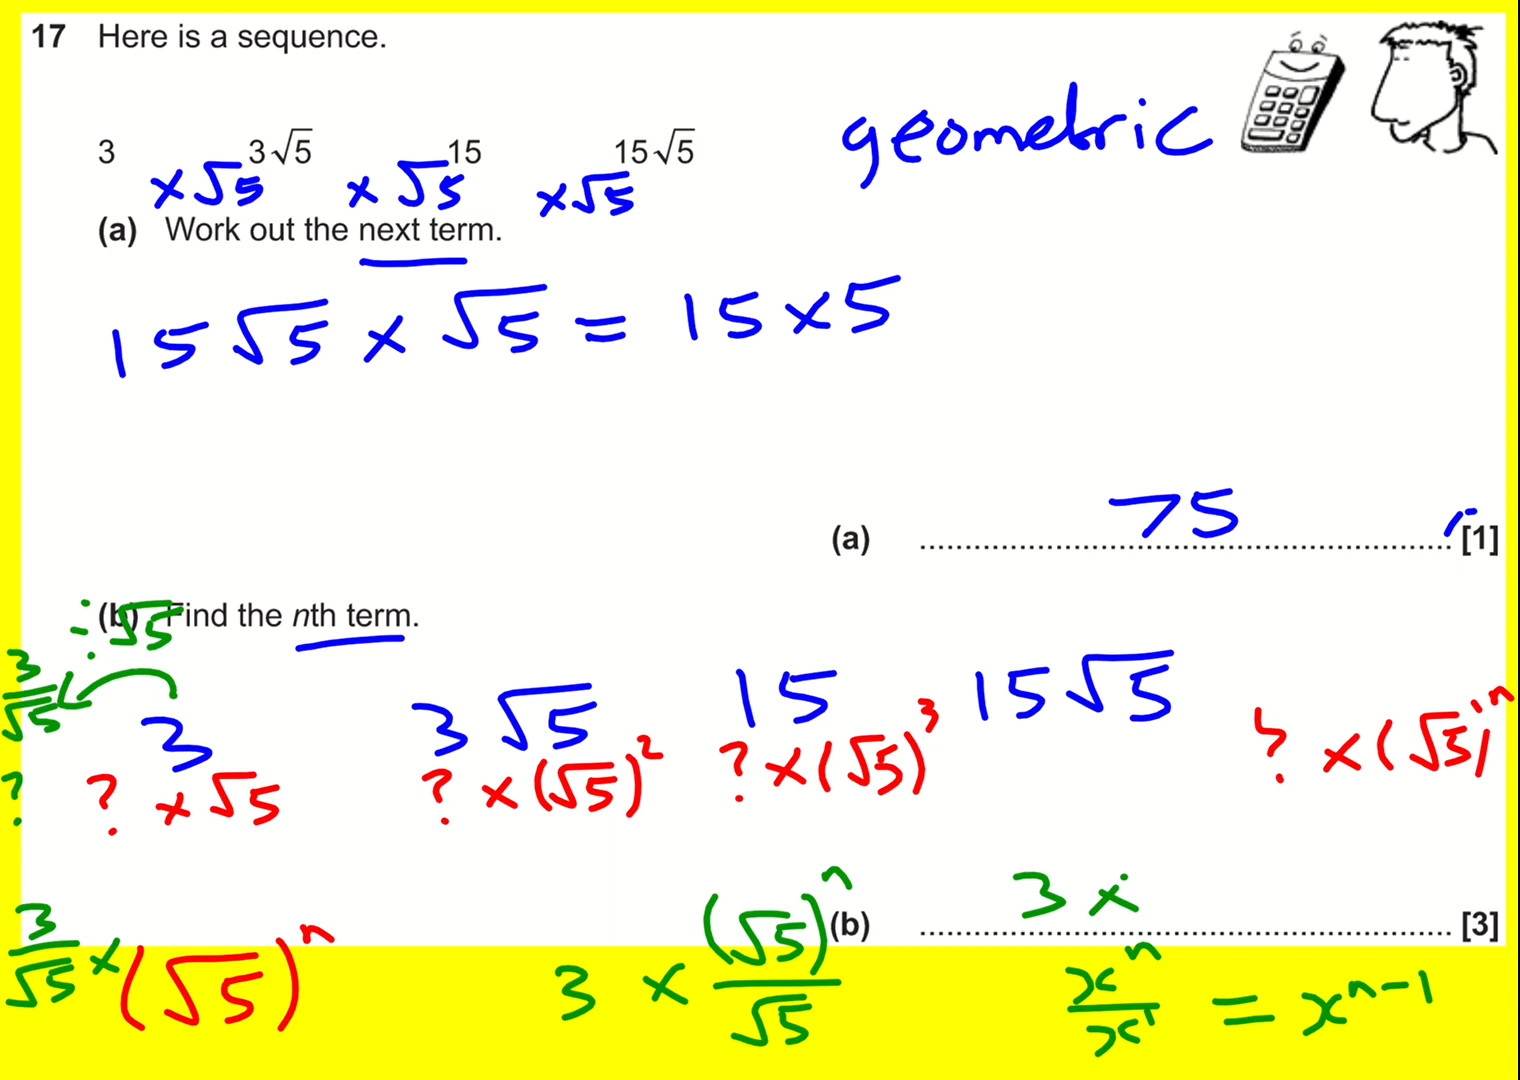 17 Here is a sequence.
geometric
3 3√5 15 15√5
×√5 ×√5 ×√5
(a) Work out the next term.
15√5 × √5 = 15 × 5
(a) 75 [1]
÷√5
(b) Find the nth term.
3/√5 3 3√5 15 15√5
? ? ×√5 ? ×(√5)² ? ×(√5)³ ? ×(√5)ⁿ
(b) 3 × [3]
3/√5 × (√5)ⁿ 3 × (√5)ⁿ/√5 xⁿ/x¹ = xⁿ⁻¹